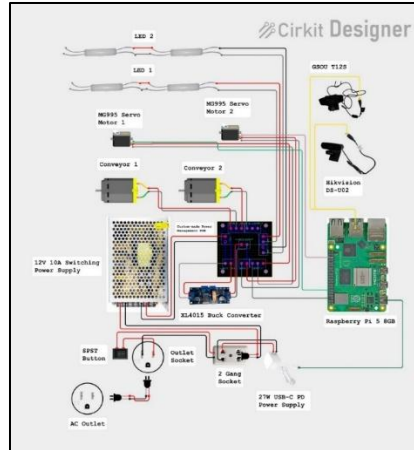 Cirkit Designer
LED 2
LED 1
MG995 Servo
Motor 1
MG995 Servo
Motor 2
Conveyor 1
Conveyor 2
12V 10A Switching
Power Supply
XL4015 Buck Converter
Hikvision
DS-U02
Raspberry Pi 5 8GB
SPST
Button
Outlet
Socket
2 Gang
Socket
27W USB-C PD
Power Supply
AC Outlet